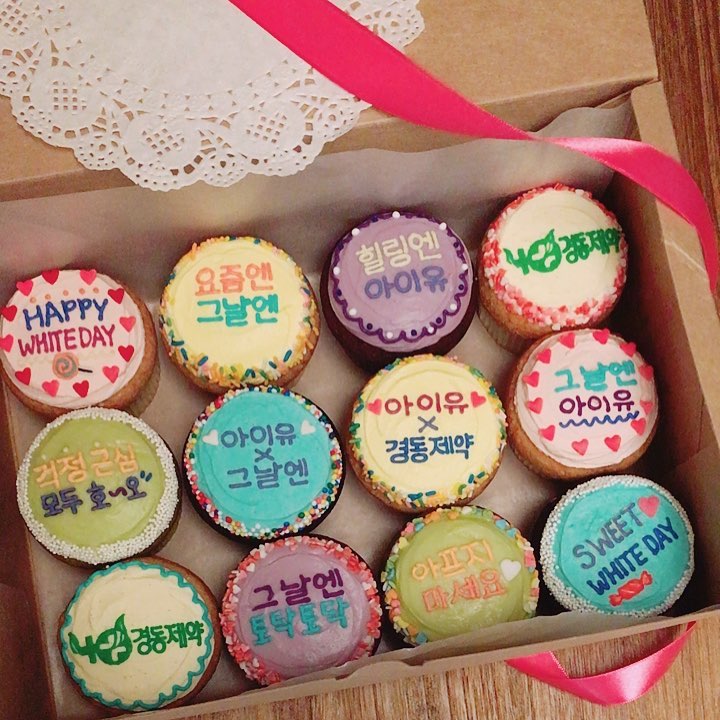 HAPPY
WHITEDAY
요즘엔
그날엔
힐링엔
아이유
경동제약
걱정 근심
모두 호~오
아이유
X
그날엔
아이유
X
경동제약
그날엔
아이유
경동제약
그날엔
토닥토닥
아프지
마세요
SWEET
WHITE DAY